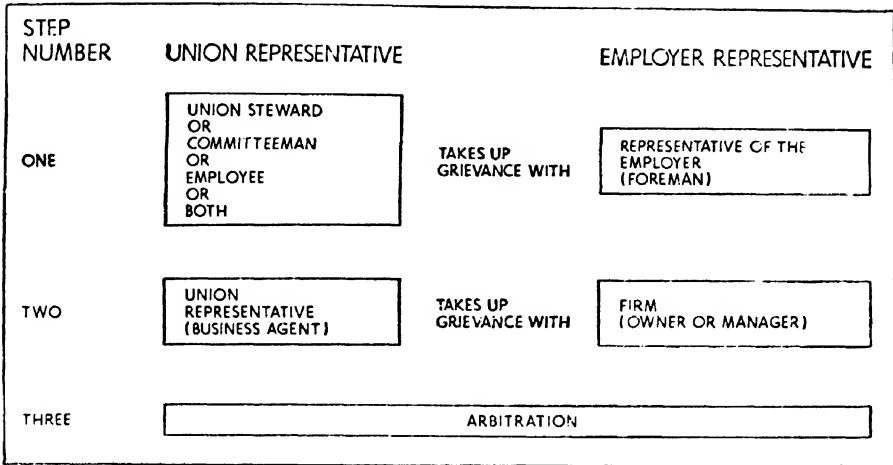 STEP
NUMBER
UNION REPRESENTATIVE
EMPLOYER REPRESENTATIVE
ONE
UNION STEWARD
OR
COMMITTEEMAN
OR
EMPLOYEE
OR
BOTH
TAKES UP
GRIEVANCE WITH
REPRESENTATIVE OF THE
EMPLOYER
(FOREMAN)
TWO
UNION
REPRESENTATIVE
(BUSINESS AGENT)
TAKES UP
GRIEVANCE WITH
FIRM
(OWNER OR MANAGER)
THREE
ARBITRATION